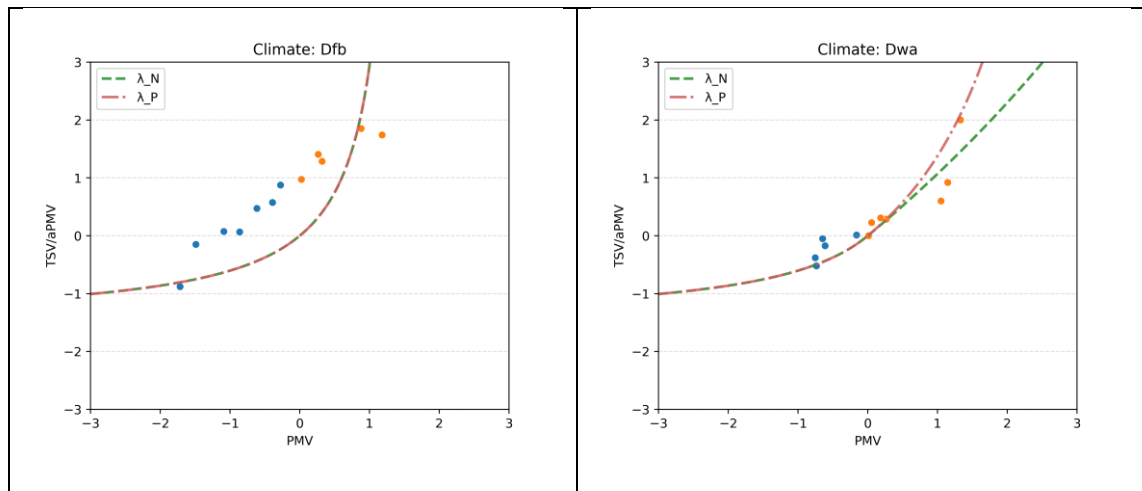 Climate: Dfb
3
2
1
0
−1
−2
−3
TSV/aPMV
λ_N
λ_P
−3 −2 −1 0 1 2 3
PMV
Climate: Dwa
3
2
1
0
−1
−2
−3
TSV/aPMV
λ_N
λ_P
−3 −2 −1 0 1 2 3
PMV